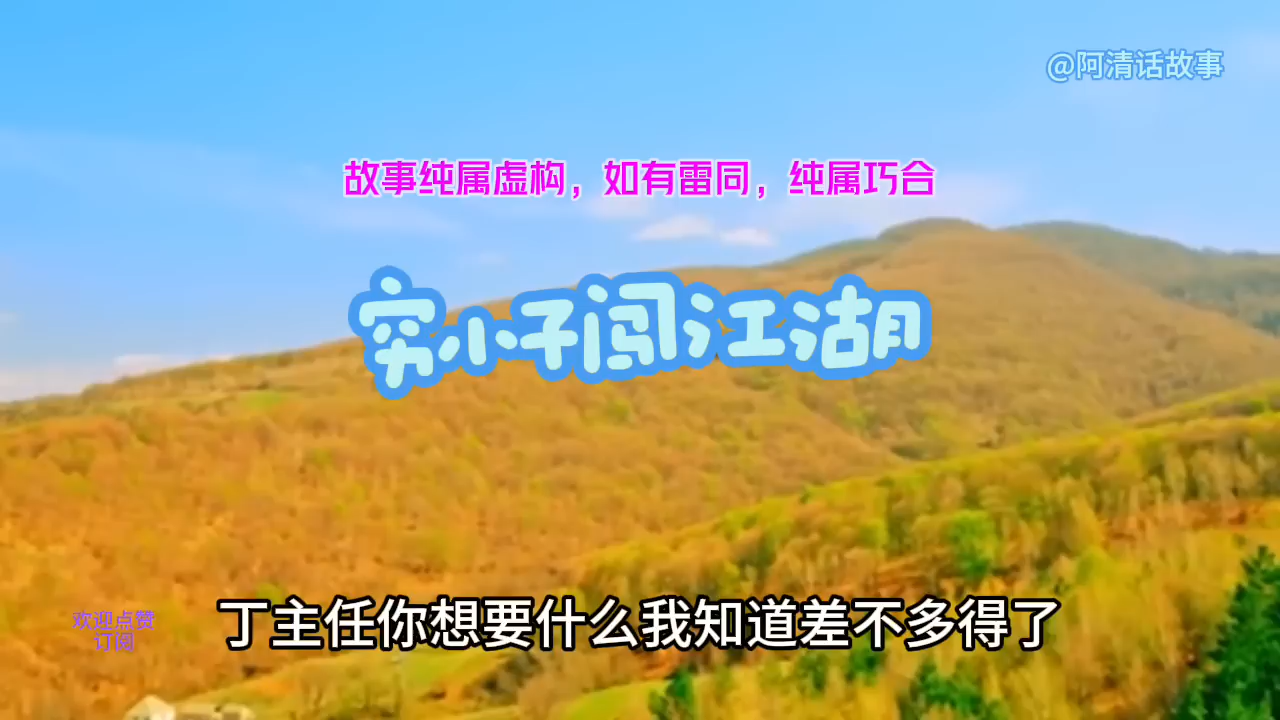 @阿清话故事
故事纯属虚构，如有雷同，纯属巧合
穷小子闯江湖
欢迎点赞
订阅
丁主任你想要什么我知道差不多得了